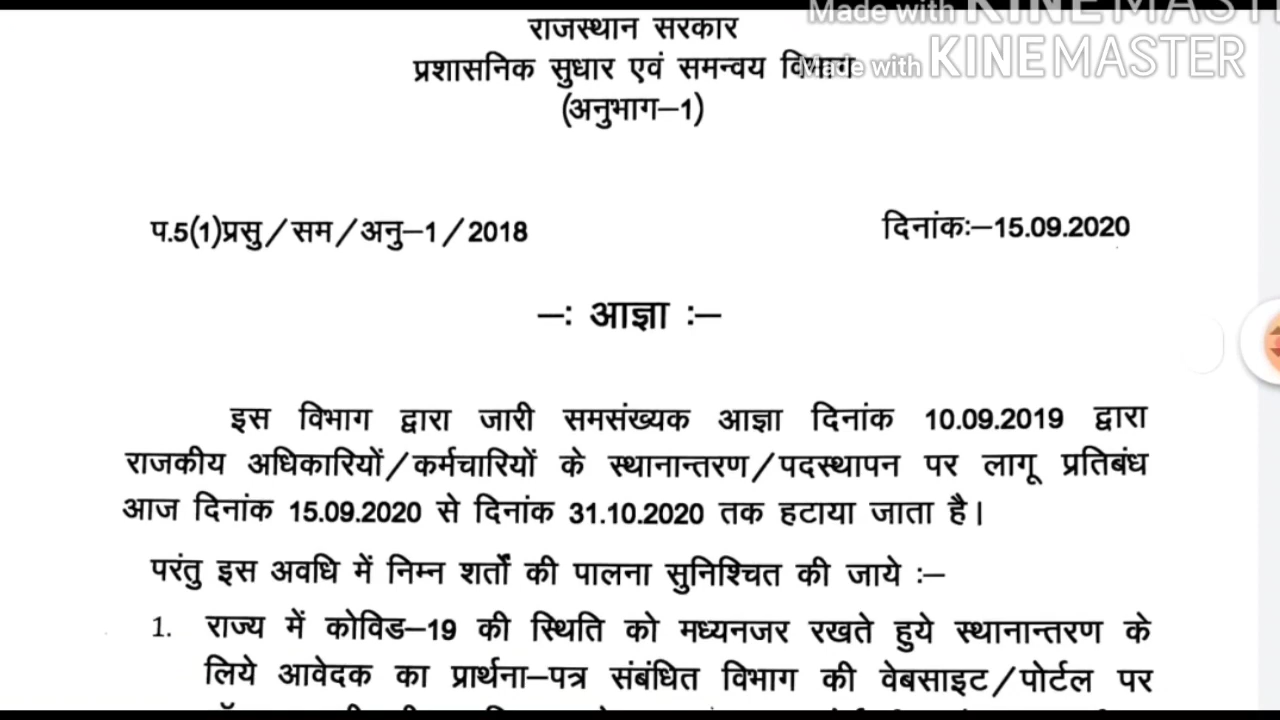 Made with KINEMASTER
राजस्थान सरकार
Made with KINEMASTER
प्रशासनिक सुधार एवं समन्वय विभाग
(अनुभाग–1)
प.5(1)प्रसु/सम/अनु–1/2018
दिनांकः–15.09.2020
–: आज्ञा :–
इस विभाग द्वारा जारी समसंख्यक आज्ञा दिनांक 10.09.2019 द्वारा
राजकीय अधिकारियों/कर्मचारियों के स्थानान्तरण/पदस्थापन पर लागू प्रतिबंध
आज दिनांक 15.09.2020 से दिनांक 31.10.2020 तक हटाया जाता है।
परंतु इस अवधि में निम्न शर्तों की पालना सुनिश्चित की जाये :–
1. राज्य में कोविड–19 की स्थिति को मध्यनजर रखते हुये स्थानान्तरण के
लिये आवेदक का प्रार्थना–पत्र संबंधित विभाग की वेबसाइट/पोर्टल पर